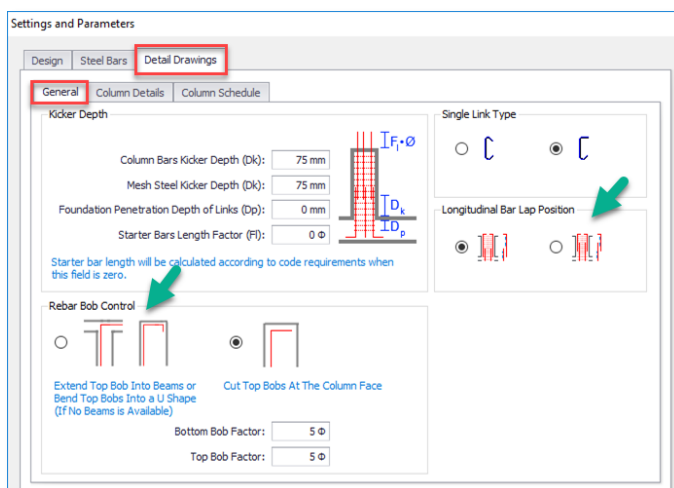 Settings and Parameters
Design
Steel Bars
Detail Drawings
General
Column Details
Column Schedule
Kicker Depth
Column Bars Kicker Depth (Dk):
75 mm
Mesh Steel Kicker Depth (Dk):
75 mm
Foundation Penetration Depth of Links (Dp):
0 mm
Starter Bars Length Factor (Fl):
0 Φ
Fl·Ø
Dk
Dp
Starter bar length will be calculated according to code requirements when
this field is zero.
Single Link Type
Longitudinal Bar Lap Position
Rebar Bob Control
Extend Top Bob Into Beams or
Bend Top Bobs Into a U Shape
(If No Beams is Available)
Cut Top Bobs At The Column Face
Bottom Bob Factor:
5 Φ
Top Bob Factor:
5 Φ